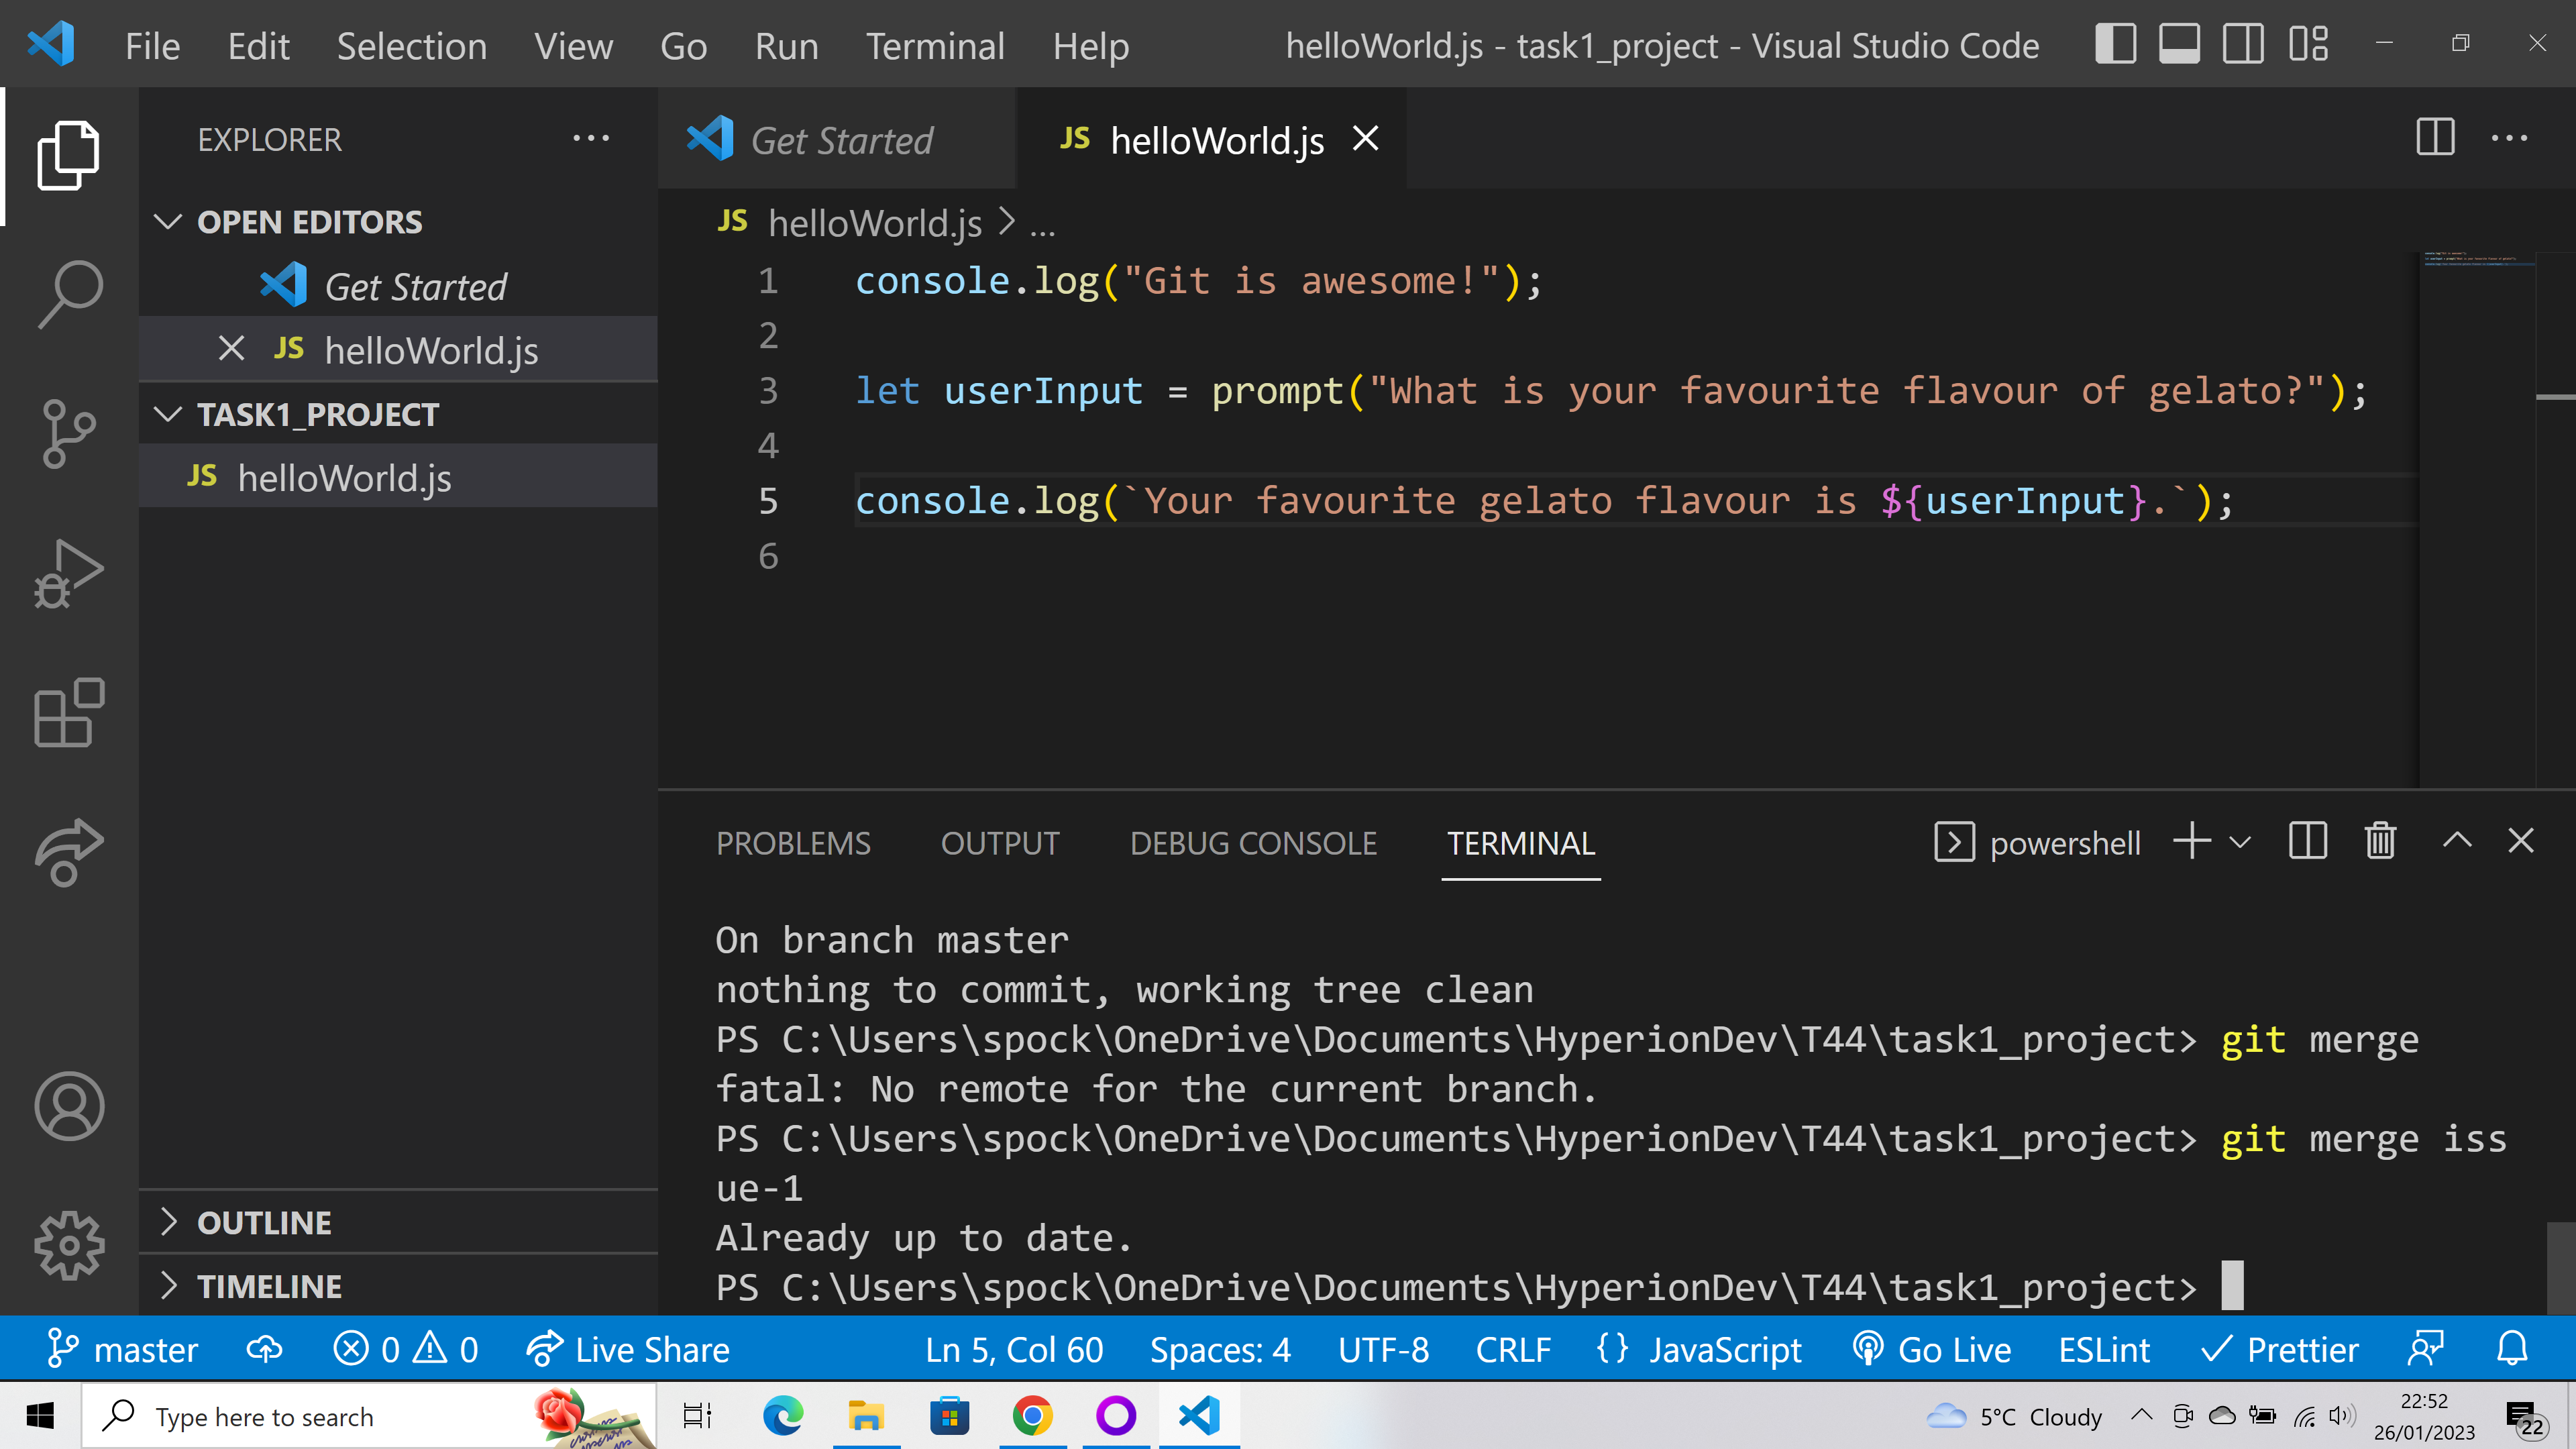 File Edit Selection View Go Run Terminal Help helloWorld.js - task1_project - Visual Studio Code
EXPLORER
OPEN EDITORS
Get Started
JS helloWorld.js
TASK1_PROJECT
JS helloWorld.js
OUTLINE
TIMELINE
Get Started JS helloWorld.js
JS helloWorld.js > ...
1 console.log("Git is awesome!");
2
3 let userInput = prompt("What is your favourite flavour of gelato?");
4
5 console.log(`Your favourite gelato flavour is ${userInput}.`);
6
PROBLEMS OUTPUT DEBUG CONSOLE TERMINAL powershell
On branch master
nothing to commit, working tree clean
PS C:\Users\spock\OneDrive\Documents\HyperionDev\T44\task1_project> git merge
fatal: No remote for the current branch.
PS C:\Users\spock\OneDrive\Documents\HyperionDev\T44\task1_project> git merge iss
ue-1
Already up to date.
PS C:\Users\spock\OneDrive\Documents\HyperionDev\T44\task1_project>
master 0 0 Live Share Ln 5, Col 60 Spaces: 4 UTF-8 CRLF {} JavaScript Go Live ESLint Prettier
Type here to search 5°C Cloudy 22:52
26/01/2023 22